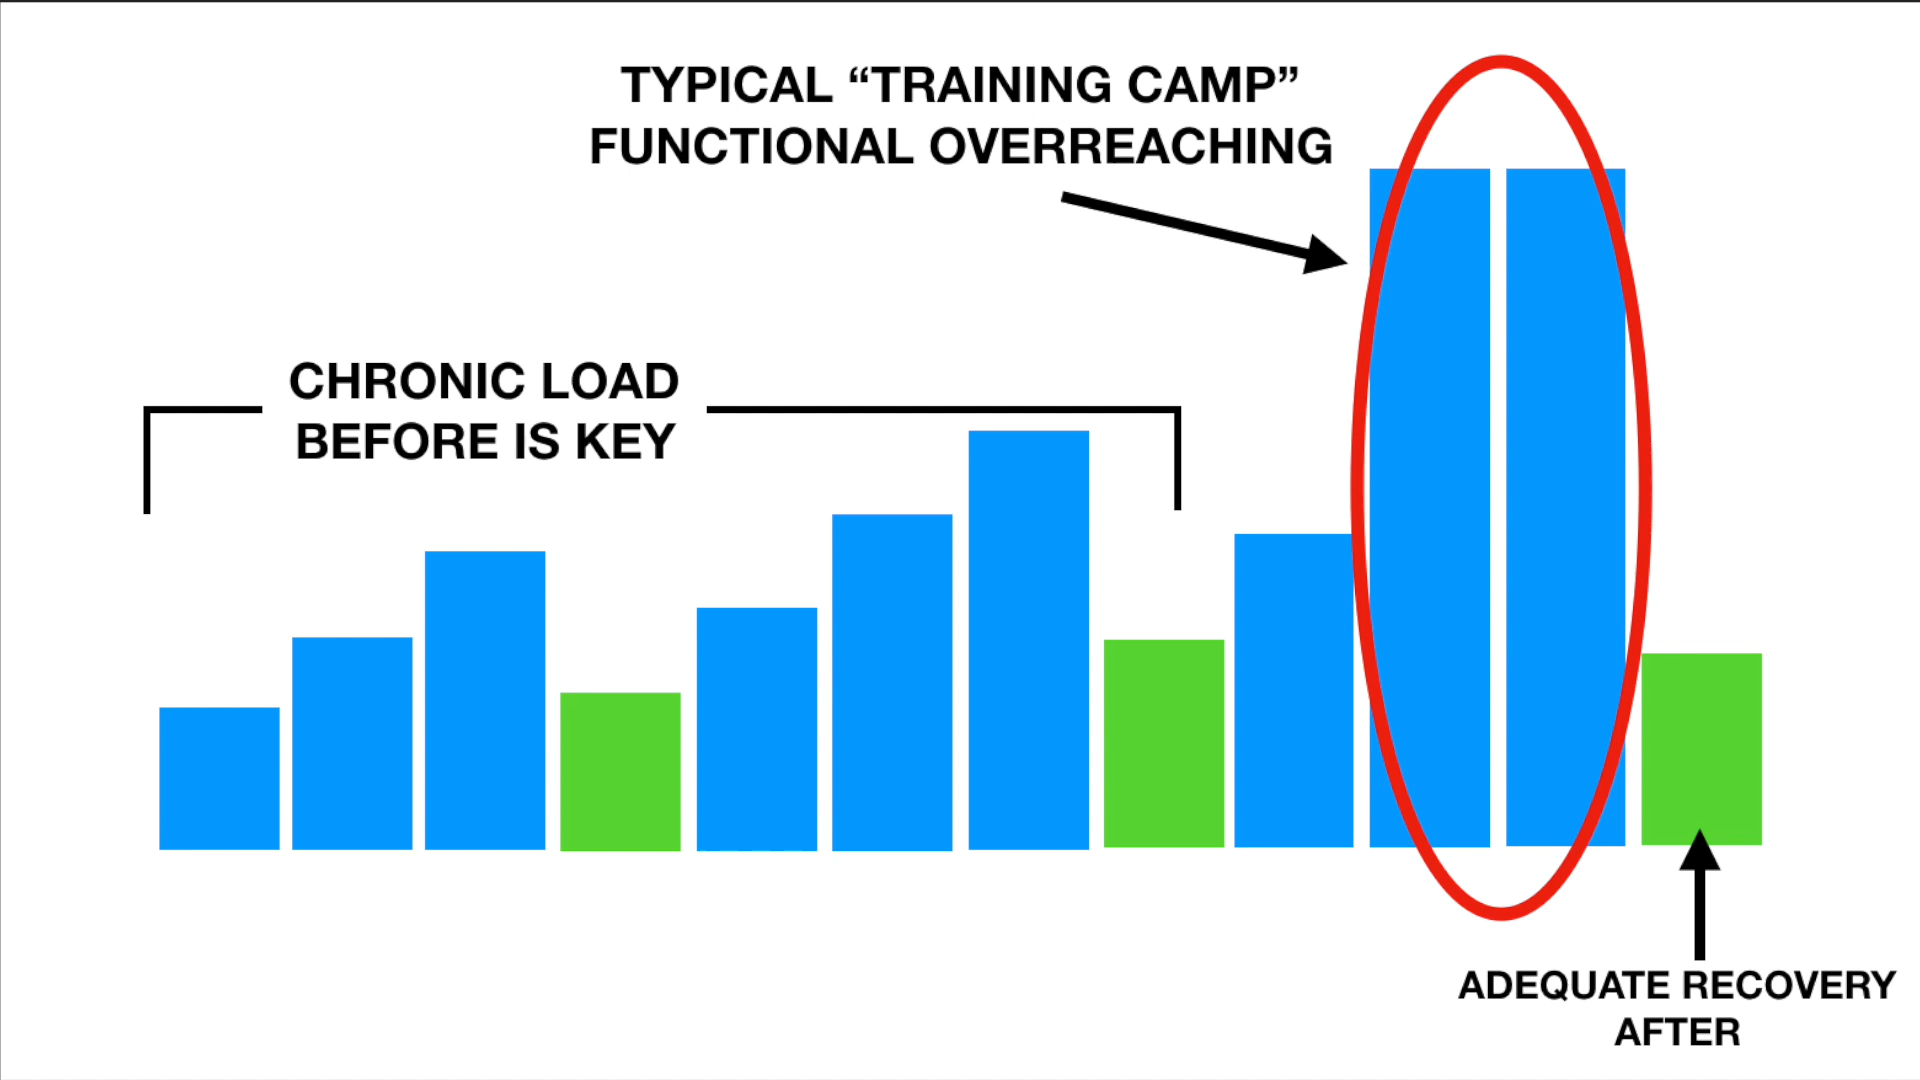 TYPICAL “TRAINING CAMP”
FUNCTIONAL OVERREACHING
CHRONIC LOAD
BEFORE IS KEY
ADEQUATE RECOVERY
AFTER